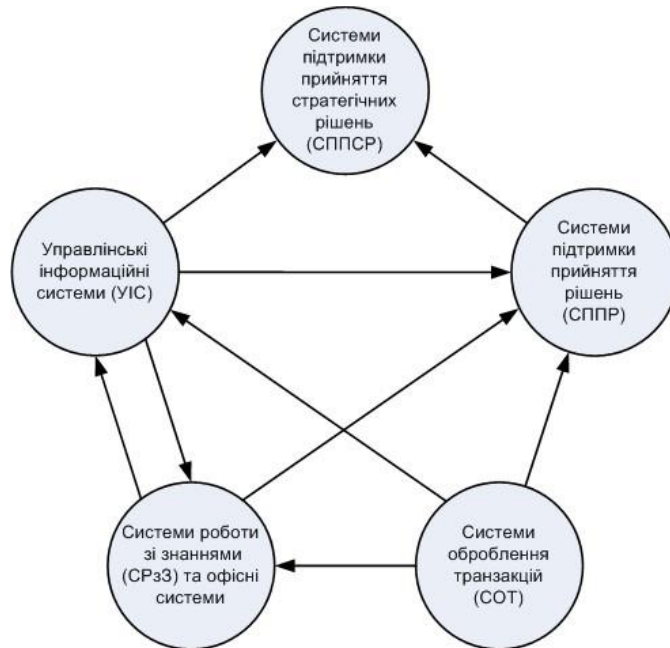 Системи
підтримки
прийняття
стратегічних
рішень
(СППСР)
Управлінські
інформаційні
системи (УІС)
Системи
підтримки
прийняття
рішень
(СППР)
Системи роботи
зі знаннями
(СРзЗ) та офісні
системи
Системи
оброблення
транзакцій
(СОТ)